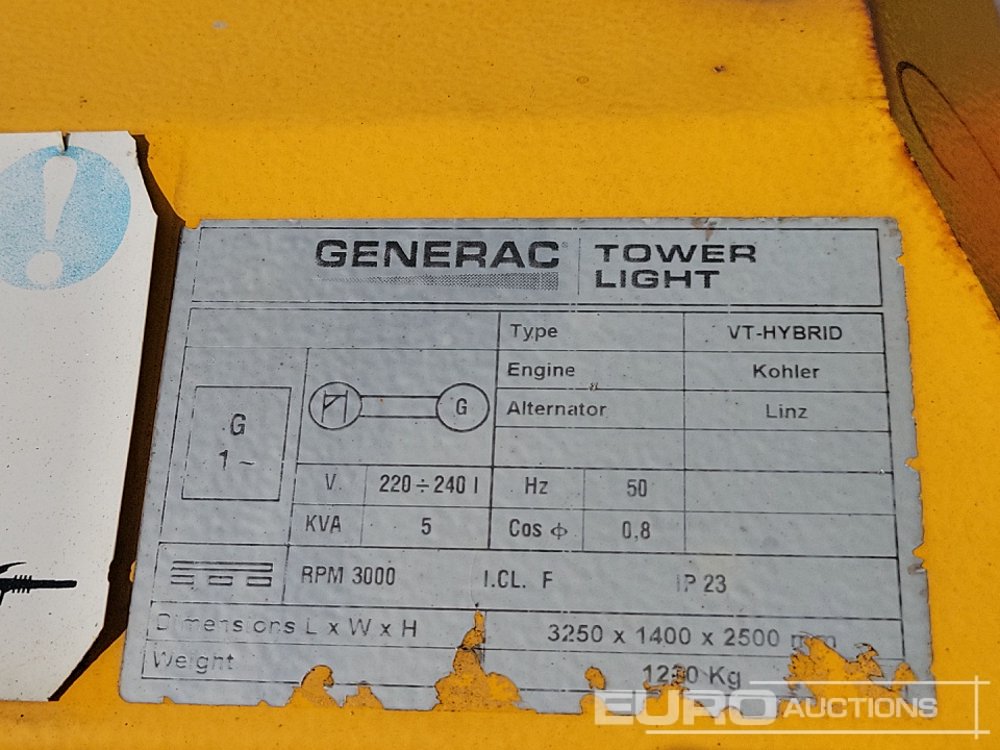 GENERAC
TOWER
LIGHT
Type VT-HYBRID
Engine Kohler
Alternator Linz
G
1~
G
V. 220÷240 I Hz 50
KVA 5 Cos ϕ 0,8
RPM 3000 I.CL. F IP 23
Dimensions L x W x H 3250 x 1400 x 2500 mm
Weight Kg
EURO AUCTIONS